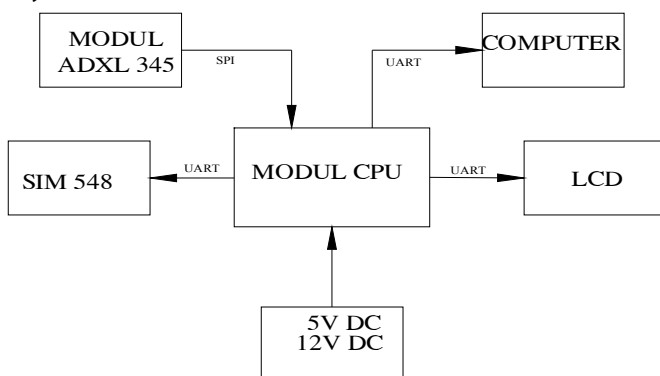 MODUL
ADXL 345
SPI
UART
COMPUTER
SIM 548
UART
MODUL CPU
UART
LCD
5V DC
12V DC